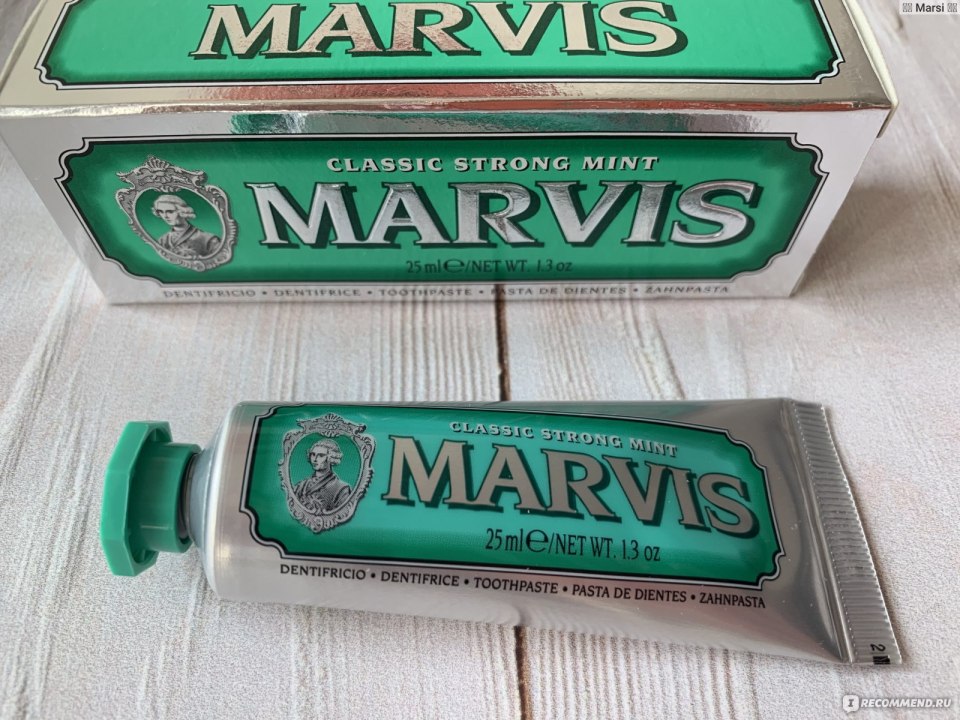 Marsi
MARVIS
CLASSIC STRONG MINT
MARVIS
25 ml ℮/NET WT. 1.3 oz
DENTIFRICIO • DENTIFRICE • TOOTHPASTE • PASTA DE DIENTES • ZAHNPASTA
CLASSIC STRONG MINT
MARVIS
25 ml ℮/NET WT. 1.3 oz
DENTIFRICIO • DENTIFRICE • TOOTHPASTE • PASTA DE DIENTES • ZAHNPASTA
IRECOMMEND.RU